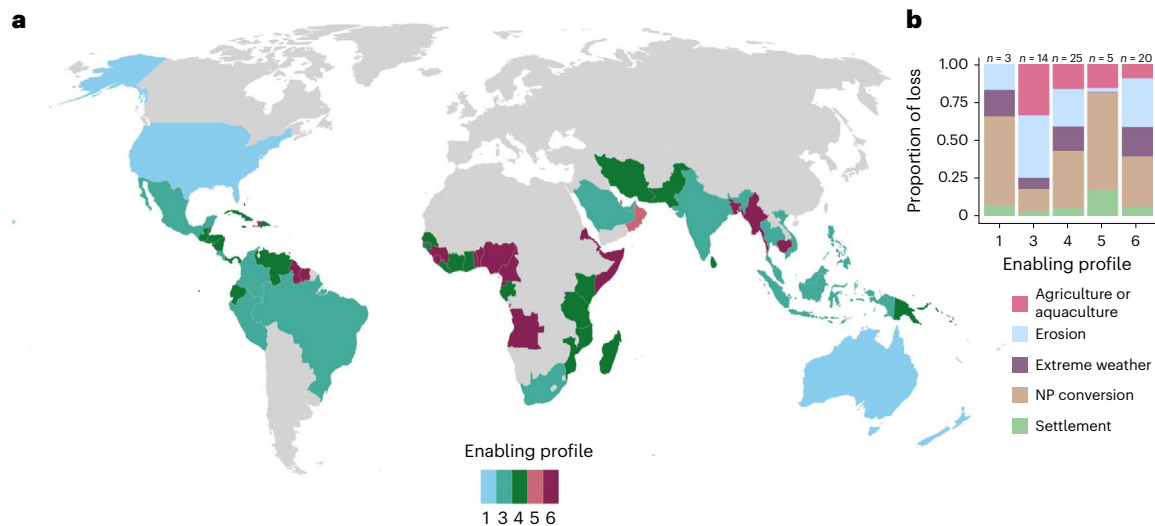 a
b
n = 3 n = 14 n = 25 n = 5 n = 20
1.00
0.75
0.50
0.25
0
Proportion of loss
1 3 4 5 6
Enabling profile
Agriculture or
aquaculture
Erosion
Extreme weather
NP conversion
Settlement
Enabling profile
1 3 4 5 6